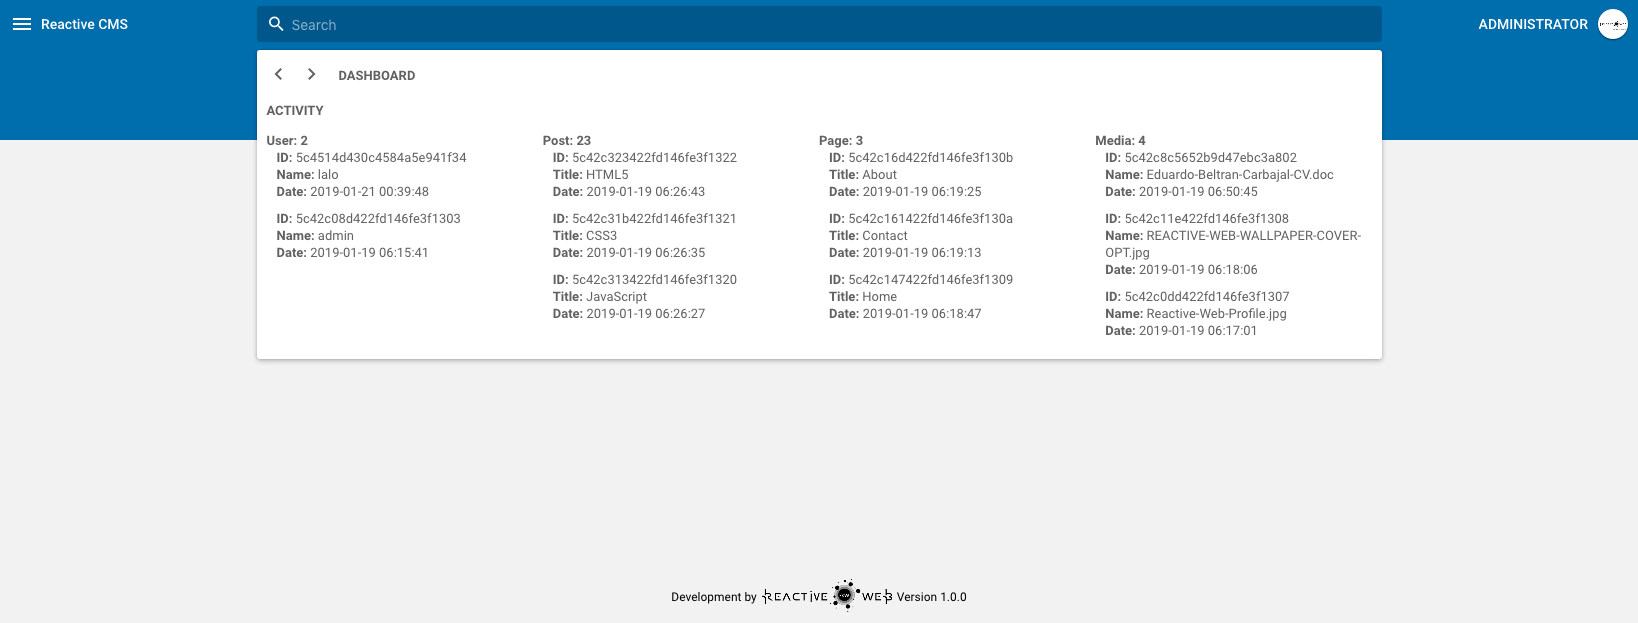 Reactive CMS
Search
ADMINISTRATOR
DASHBOARD
ACTIVITY
User: 2
ID: 5c4514d430c4584a5e941f34
Name: lalo
Date: 2019-01-21 00:39:48
ID: 5c42c08d422fd146fe3f1303
Name: admin
Date: 2019-01-19 06:15:41
Post: 23
ID: 5c42c323422fd146fe3f1322
Title: HTML5
Date: 2019-01-19 06:26:43
ID: 5c42c31b422fd146fe3f1321
Title: CSS3
Date: 2019-01-19 06:26:35
ID: 5c42c313422fd146fe3f1320
Title: JavaScript
Date: 2019-01-19 06:26:27
Page: 3
ID: 5c42c16d422fd146fe3f130b
Title: About
Date: 2019-01-19 06:19:25
ID: 5c42c161422fd146fe3f130a
Title: Contact
Date: 2019-01-19 06:19:13
ID: 5c42c147422fd146fe3f1309
Title: Home
Date: 2019-01-19 06:18:47
Media: 4
ID: 5c42c8c5652b9d47ebc3a802
Name: Eduardo-Beltran-Carbajal-CV.doc
Date: 2019-01-19 06:50:45
ID: 5c42c11e422fd146fe3f1308
Name: REACTIVE-WEB-WALLPAPER-COVER-
OPT.jpg
Date: 2019-01-19 06:18:06
ID: 5c42c0dd422fd146fe3f1307
Name: Reactive-Web-Profile.jpg
Date: 2019-01-19 06:17:01
Development by REACTIVE WEB Version 1.0.0